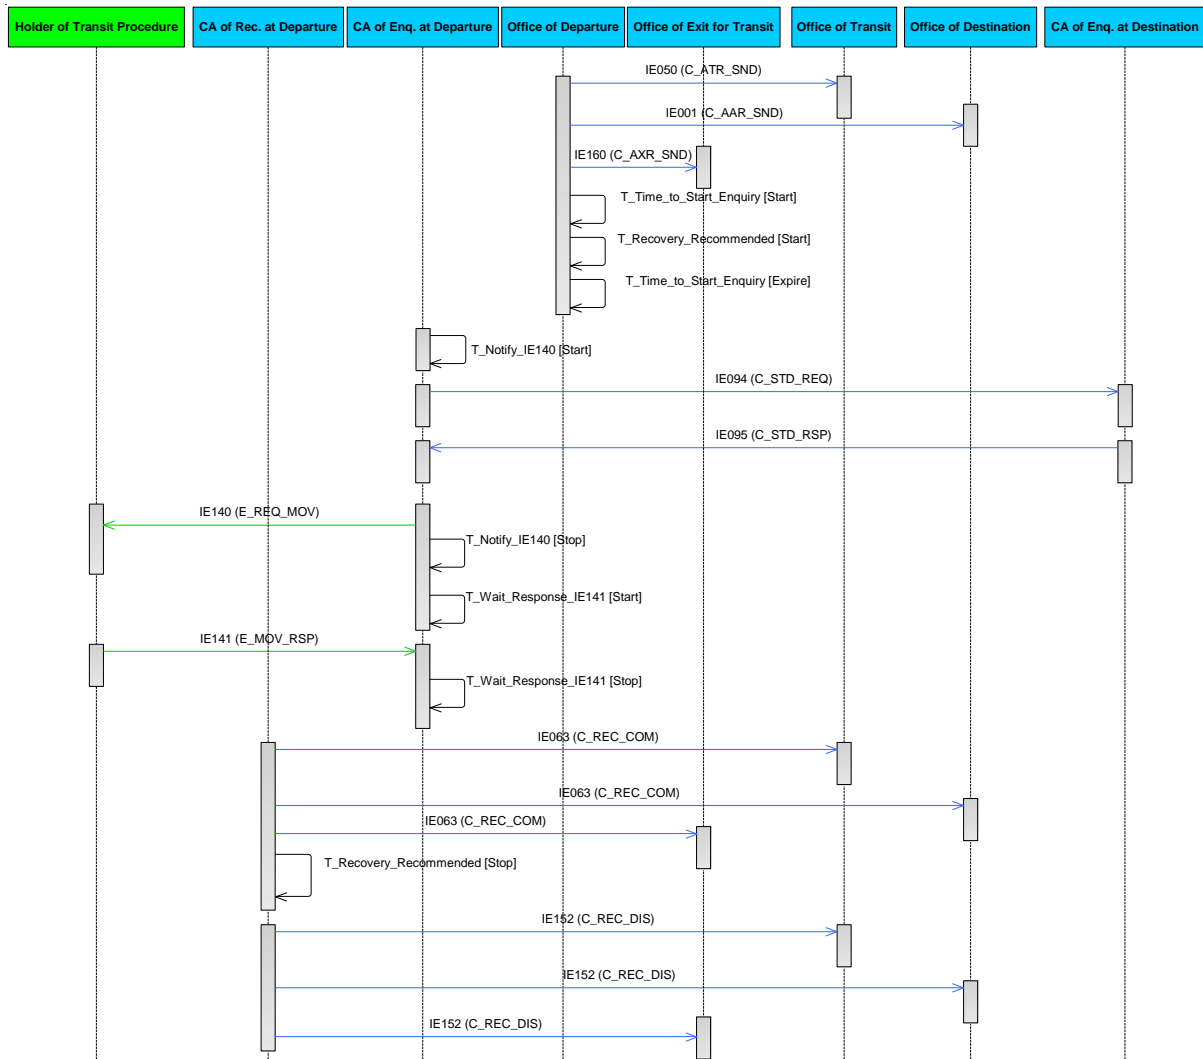 Holder of Transit Procedure
CA of Rec. at Departure
CA of Enq. at Departure
Office of Departure
Office of Exit for Transit
Office of Transit
Office of Destination
CA of Enq. at Destination
IE050 (C_ATR_SND)
IE001 (C_AAR_SND)
IE160 (C_AXR_SND)
T_Time_to_Start_Enquiry [Start]
T_Recovery_Recommended [Start]
T_Time_to_Start_Enquiry [Expire]
T_Notify_IE140 [Start]
IE094 (C_STD_REQ)
IE095 (C_STD_RSP)
IE140 (E_REQ_MOV)
T_Notify_IE140 [Stop]
T_Wait_Response_IE141 [Start]
IE141 (E_MOV_RSP)
T_Wait_Response_IE141 [Stop]
IE063 (C_REC_COM)
IE063 (C_REC_COM)
IE063 (C_REC_COM)
T_Recovery_Recommended [Stop]
IE152 (C_REC_DIS)
IE152 (C_REC_DIS)
IE152 (C_REC_DIS)